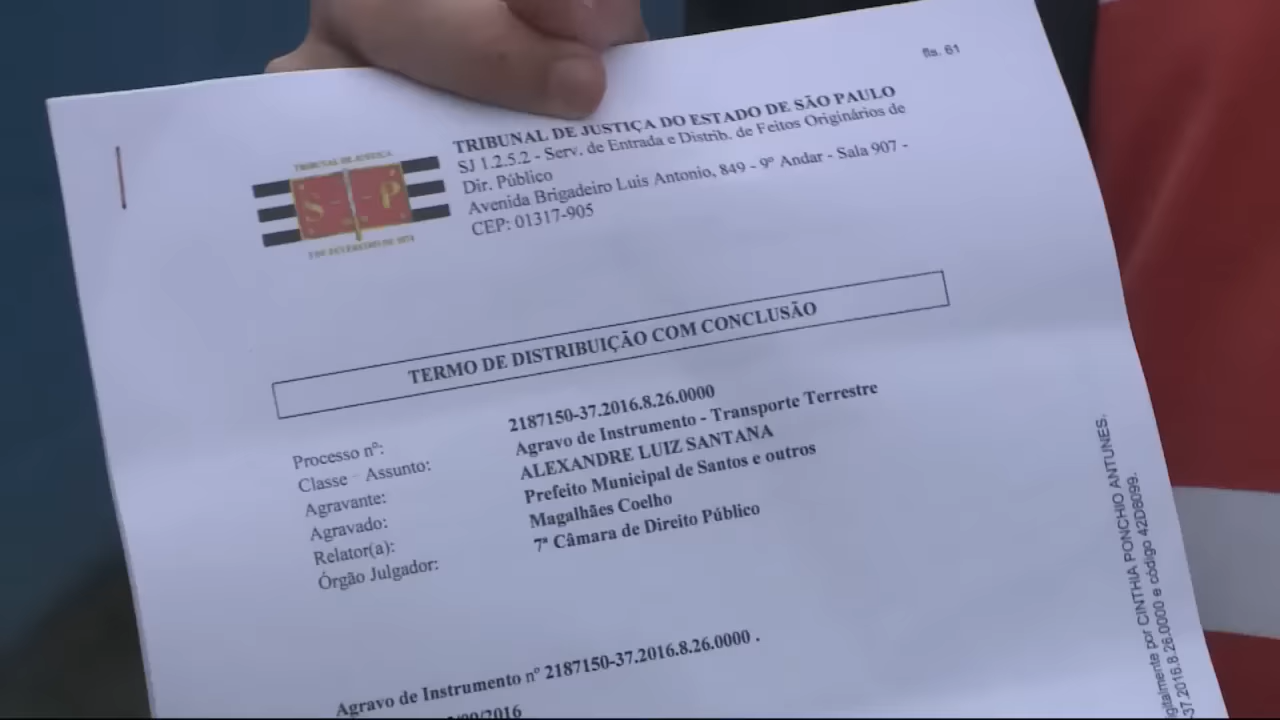 fls. 61
TRIBUNAL DE JUSTIÇA
S P
TRIBUNAL DE JUSTIÇA DO ESTADO DE SÃO PAULO
SJ 1.2.5.2 - Serv. de Entrada e Distrib. de Feitos Originários de
Dir. Público
Avenida Brigadeiro Luis Antonio, 849 - 9º Andar - Sala 907 -
CEP: 01317-905
TERMO DE DISTRIBUIÇÃO COM CONCLUSÃO
Processo nº: 2187150-37.2016.8.26.0000
Classe – Assunto: Agravo de Instrumento - Transporte Terrestre
Agravante: ALEXANDRE LUIZ SANTANA
Agravado: Prefeito Municipal de Santos e outros
Relator(a): Magalhães Coelho
Órgão Julgador: 7ª Câmara de Direito Público
Agravo de Instrumento nº 2187150-37.2016.8.26.0000 .
/2016
igitalmente por CINTHIA PONCHIO ANTUNES.
37.2016.8.26.0000 e código 42D8099.